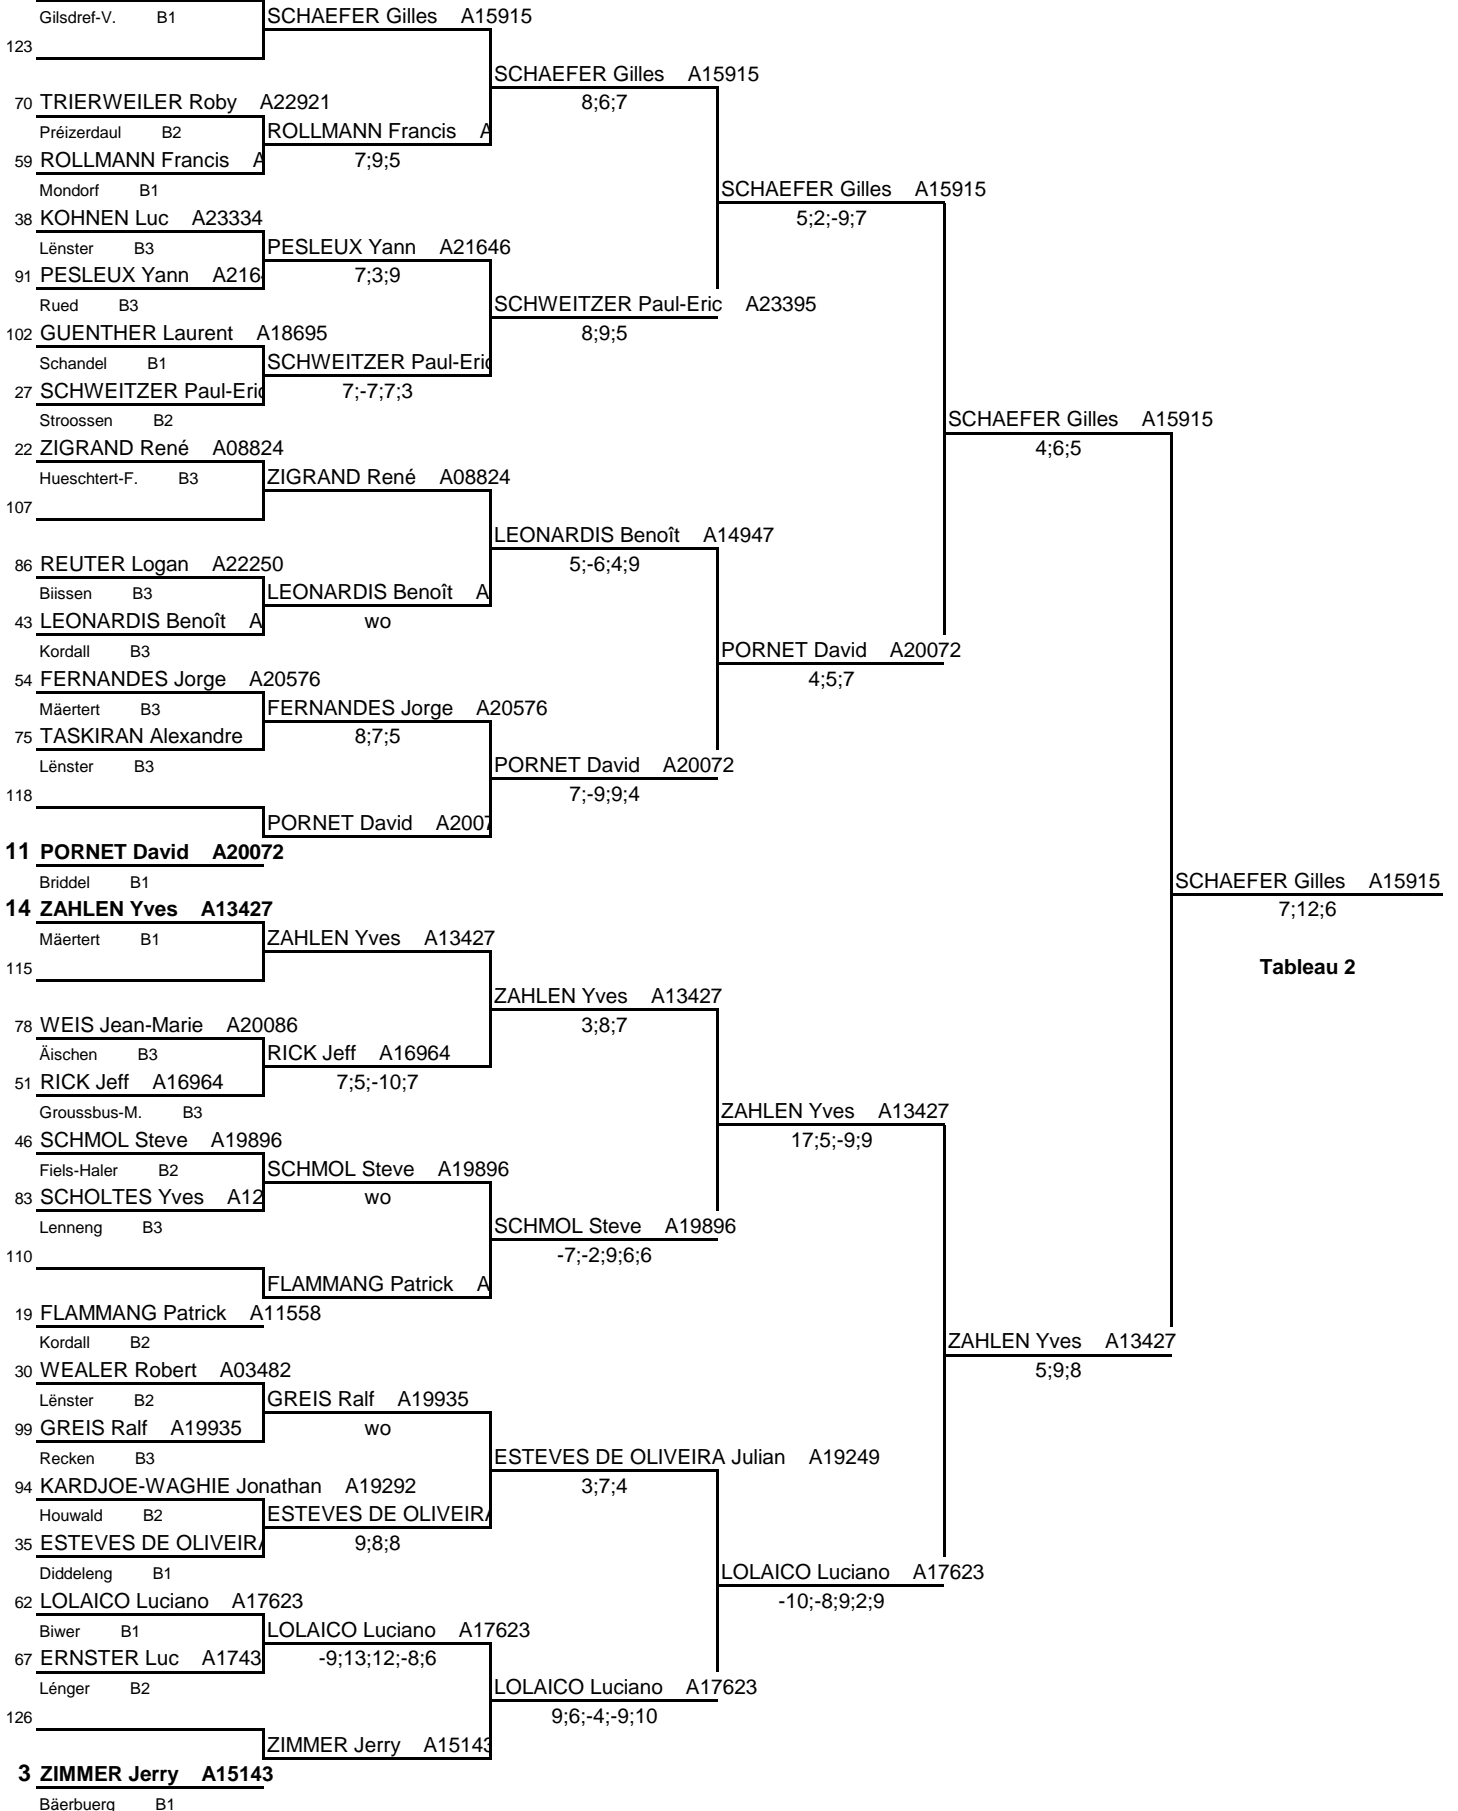 Gilsdref-V. B1 SCHAEFER Gilles A15915
123
SCHAEFER Gilles A15915
70 TRIERWEILER Roby A22921 8;6;7
Préizerdaul B2 ROLLMANN Francis A
59 ROLLMANN Francis A 7;9;5
Mondorf B1 SCHAEFER Gilles A15915
38 KOHNEN Luc A23334 5;2;-9;7
Lënster B3 PESLEUX Yann A21646
91 PESLEUX Yann A216 7;3;9
Rued B3 SCHWEITZER Paul-Eric A23395
102 GUENTHER Laurent A18695 8;9;5
Schandel B1 SCHWEITZER Paul-Eric
27 SCHWEITZER Paul-Eric 7;-7;7;3
Stroossen B2 SCHAEFER Gilles A15915
22 ZIGRAND René A08824 4;6;5
Hueschtert-F. B3 ZIGRAND René A08824
107
LEONARDIS Benoît A14947
86 REUTER Logan A22250 5;-6;4;9
Biissen B3 LEONARDIS Benoît A
43 LEONARDIS Benoît A wo
Kordall B3 PORNET David A20072
54 FERNANDES Jorge A20576 4;5;7
Mäertert B3 FERNANDES Jorge A20576
75 TASKIRAN Alexandre 8;7;5
Lënster B3 PORNET David A20072
118 7;-9;9;4
PORNET David A2007
11 PORNET David A20072
Briddel B1 SCHAEFER Gilles A15915
14 ZAHLEN Yves A13427 7;12;6
Mäertert B1 ZAHLEN Yves A13427
115 Tableau 2
ZAHLEN Yves A13427
78 WEIS Jean-Marie A20086 3;8;7
Äischen B3 RICK Jeff A16964
51 RICK Jeff A16964 7;5;-10;7
Groussbus-M. B3 ZAHLEN Yves A13427
46 SCHMOL Steve A19896 17;5;-9;9
Fiels-Haler B2 SCHMOL Steve A19896
83 SCHOLTES Yves A12 wo
Lenneng B3 SCHMOL Steve A19896
110 -7;-2;9;6;6
FLAMMANG Patrick A
19 FLAMMANG Patrick A11558
Kordall B2 ZAHLEN Yves A13427
30 WEALER Robert A03482 5;9;8
Lënster B2 GREIS Ralf A19935
99 GREIS Ralf A19935 wo
Recken B3 ESTEVES DE OLIVEIRA Julian A19249
94 KARDJOE-WAGHIE Jonathan A19292 3;7;4
Houwald B2 ESTEVES DE OLIVEIRA
35 ESTEVES DE OLIVEIRA 9;8;8
Diddeleng B1 LOLAICO Luciano A17623
62 LOLAICO Luciano A17623 -10;-8;9;2;9
Biwer B1 LOLAICO Luciano A17623
67 ERNSTER Luc A1743 -9;13;12;-8;6
Lénger B2 LOLAICO Luciano A17623
126 9;6;-4;-9;10
ZIMMER Jerry A15143
3 ZIMMER Jerry A15143
Bäerbuerg B1